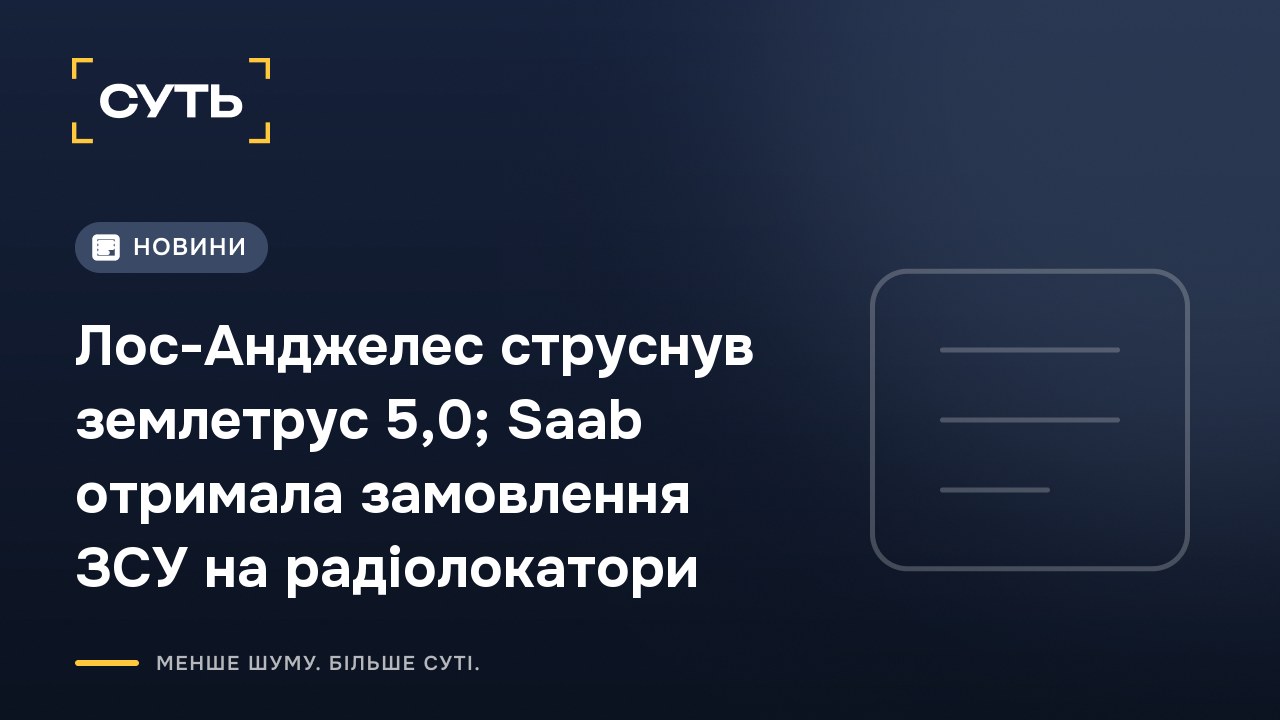 СУТЬ
НОВИНИ
Лос-Анджелес струснув
землетрус 5,0; Saab
отримала замовлення
ЗСУ на радіолокатори
МЕНШЕ ШУМУ. БІЛЬШЕ СУТІ.